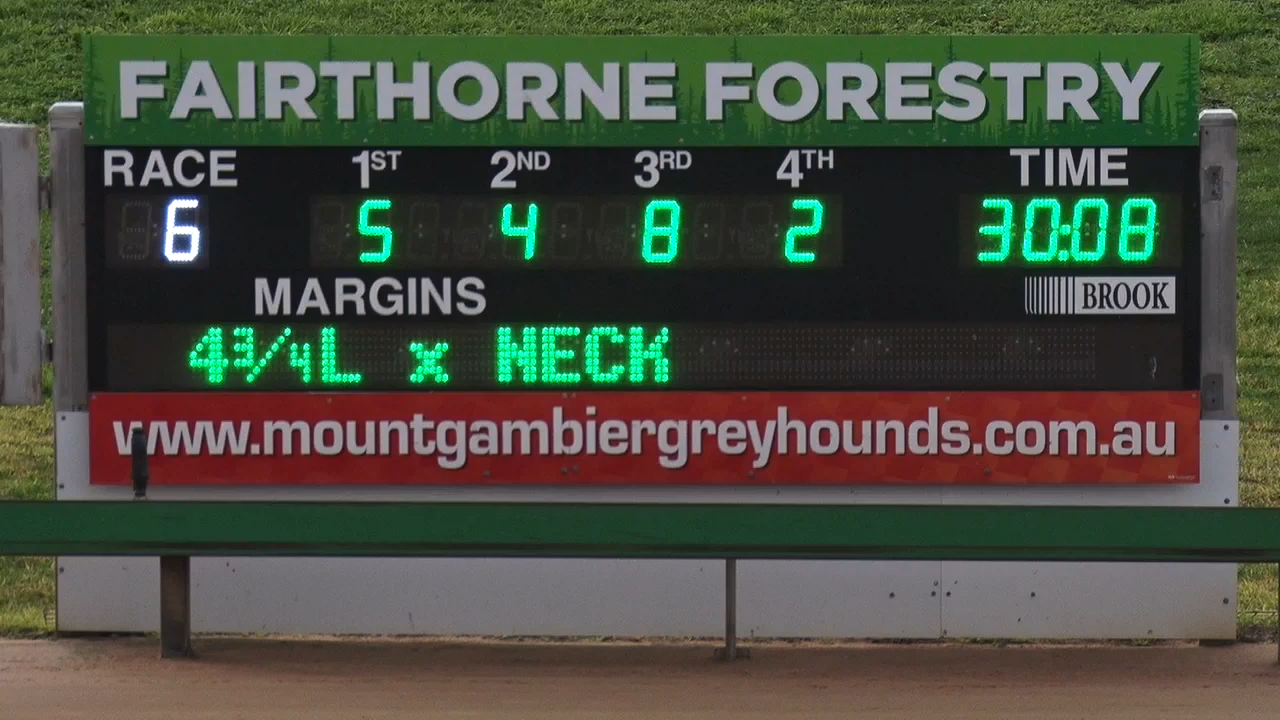 FAIRTHORNE FORESTRY
RACE 1ST 2ND 3RD 4TH TIME
6 5 4 8 2 30:08
MARGINS BROOK
4¾L x NECK
www.mountgambiergreyhounds.com.au